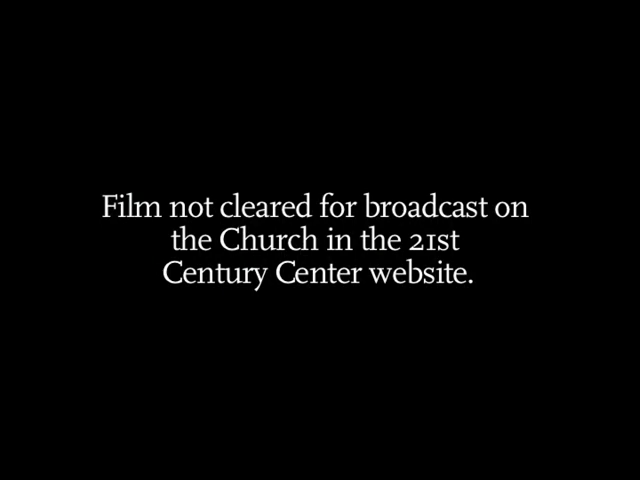 Film not cleared for broadcast on
the Church in the 21st
Century Center website.